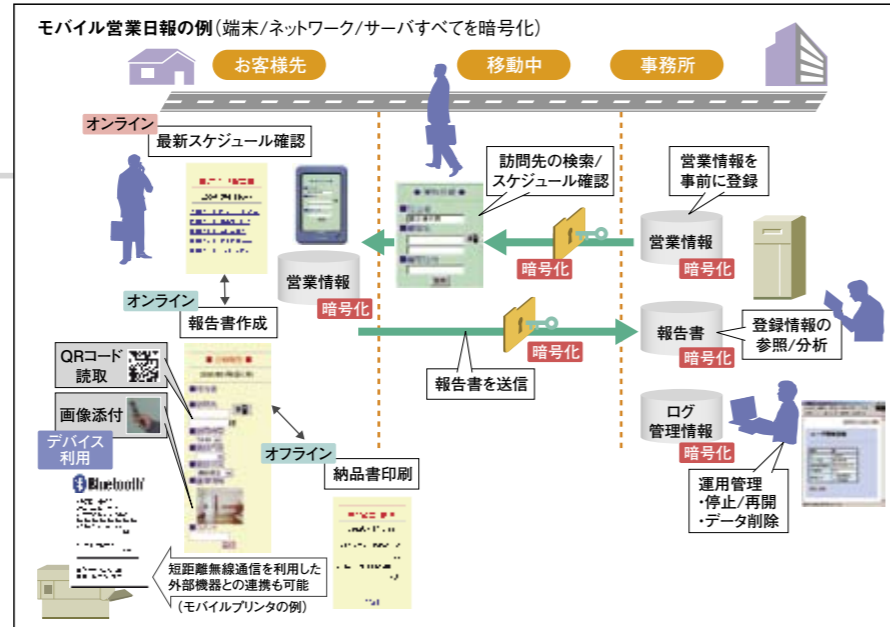 モバイル営業日報の例(端末/ネットワーク/サーバすべてを暗号化)
お客様先
移動中
事務所
オンライン
最新スケジュール確認
訪問先の検索/
スケジュール確認
営業情報を
事前に登録
営業情報
暗号化
暗号化
営業情報
暗号化
オンライン
報告書作成
暗号化
報告書を送信
報告書
暗号化
登録情報の
参照/分析
QRコード
読取
画像添付
デバイス
利用
Bluetooth
オフライン
納品書印刷
ログ
管理情報
暗号化
運用管理
・停止/再開
・データ削除
短距離無線通信を利用した
外部機器との連携も可能
(モバイルプリンタの例)